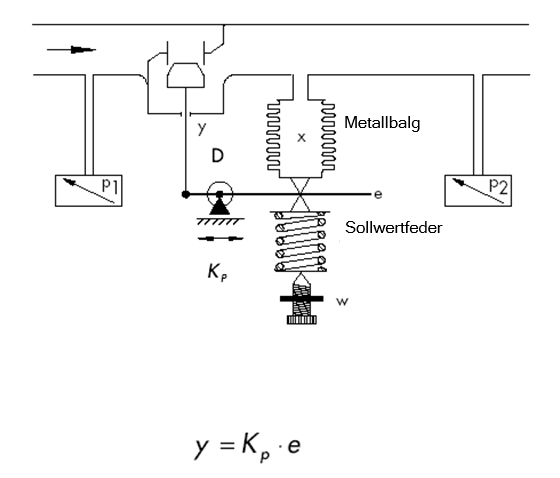 Metallbalg
y
x
D
p1
p2
e
Sollwertfeder
Kp
w
y = Kp · e